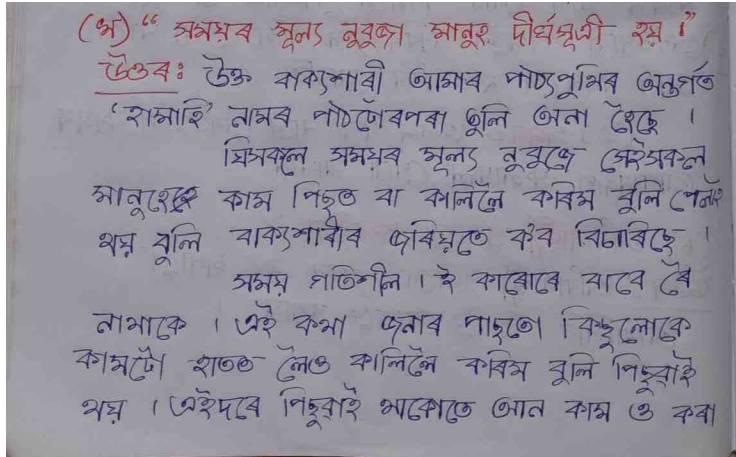 (খ) “ সময়ৰ মূল্য নুবুজা মানুহ দীৰ্ঘসূত্ৰী হয় ।”
উত্তৰঃ উক্ত বাক্যশাৰী আমাৰ পাঠ্যপুথিৰ অন্তৰ্গত
‘হামাহি’ নামৰ পাঠটোৰপৰা তুলি অনা হৈছে ।
যিসকলে সময়ৰ মূল্য নুবুজে সেইসকল
মানুহেহে কাম পিছত বা কালিলৈ কৰিম বুলি পেলাই
থয় বুলি বাক্যশাৰীৰ জৰিয়তে ক'ব বিচাৰিছে ।
সময় গতিশীল । ই কাৰোৰে বাবে ৰৈ
নাথাকে । এই কথা জনাৰ পাছতো কিছুলোকে
কামটো হাতত লৈও কালিলৈ কৰিম বুলি পিছুৱাই
থয় । এইদৰে পিছুৱাই থাকোতে আন কাম ও কৰা